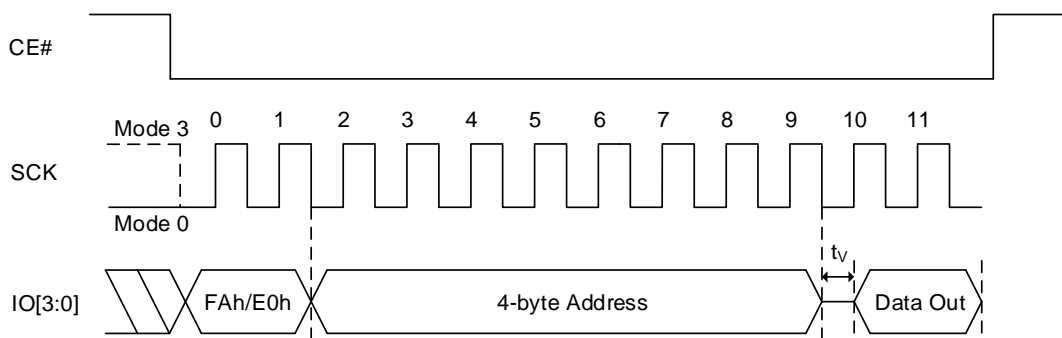 CE#
Mode 3 0 1 2 3 4 5 6 7 8 9 10 11
SCK
Mode 0
tV
IO[3:0] FAh/E0h 4-byte Address Data Out